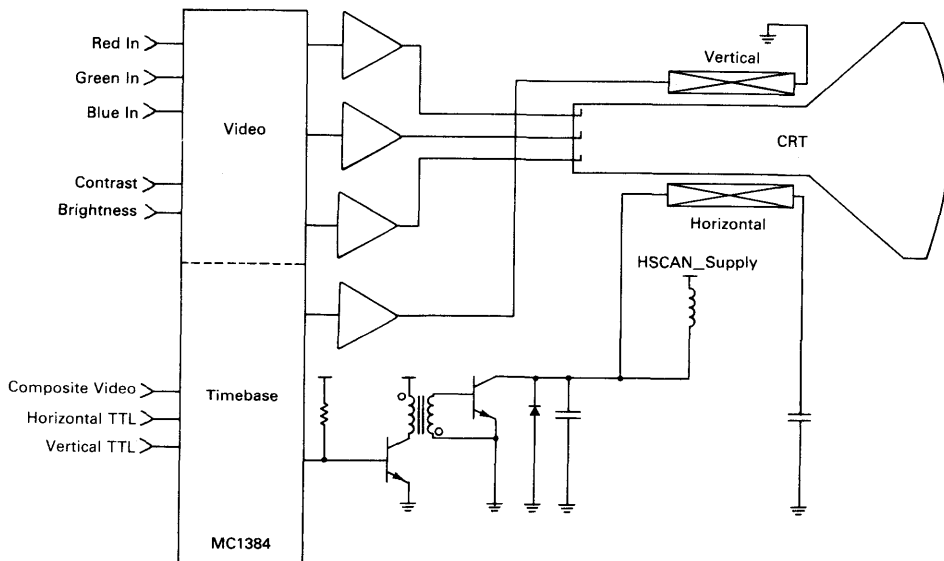 Red In
Green In
Blue In
Contrast
Brightness
Video
Vertical
CRT
Horizontal
HSCAN_Supply
Composite Video
Horizontal TTL
Vertical TTL
Timebase
MC1384